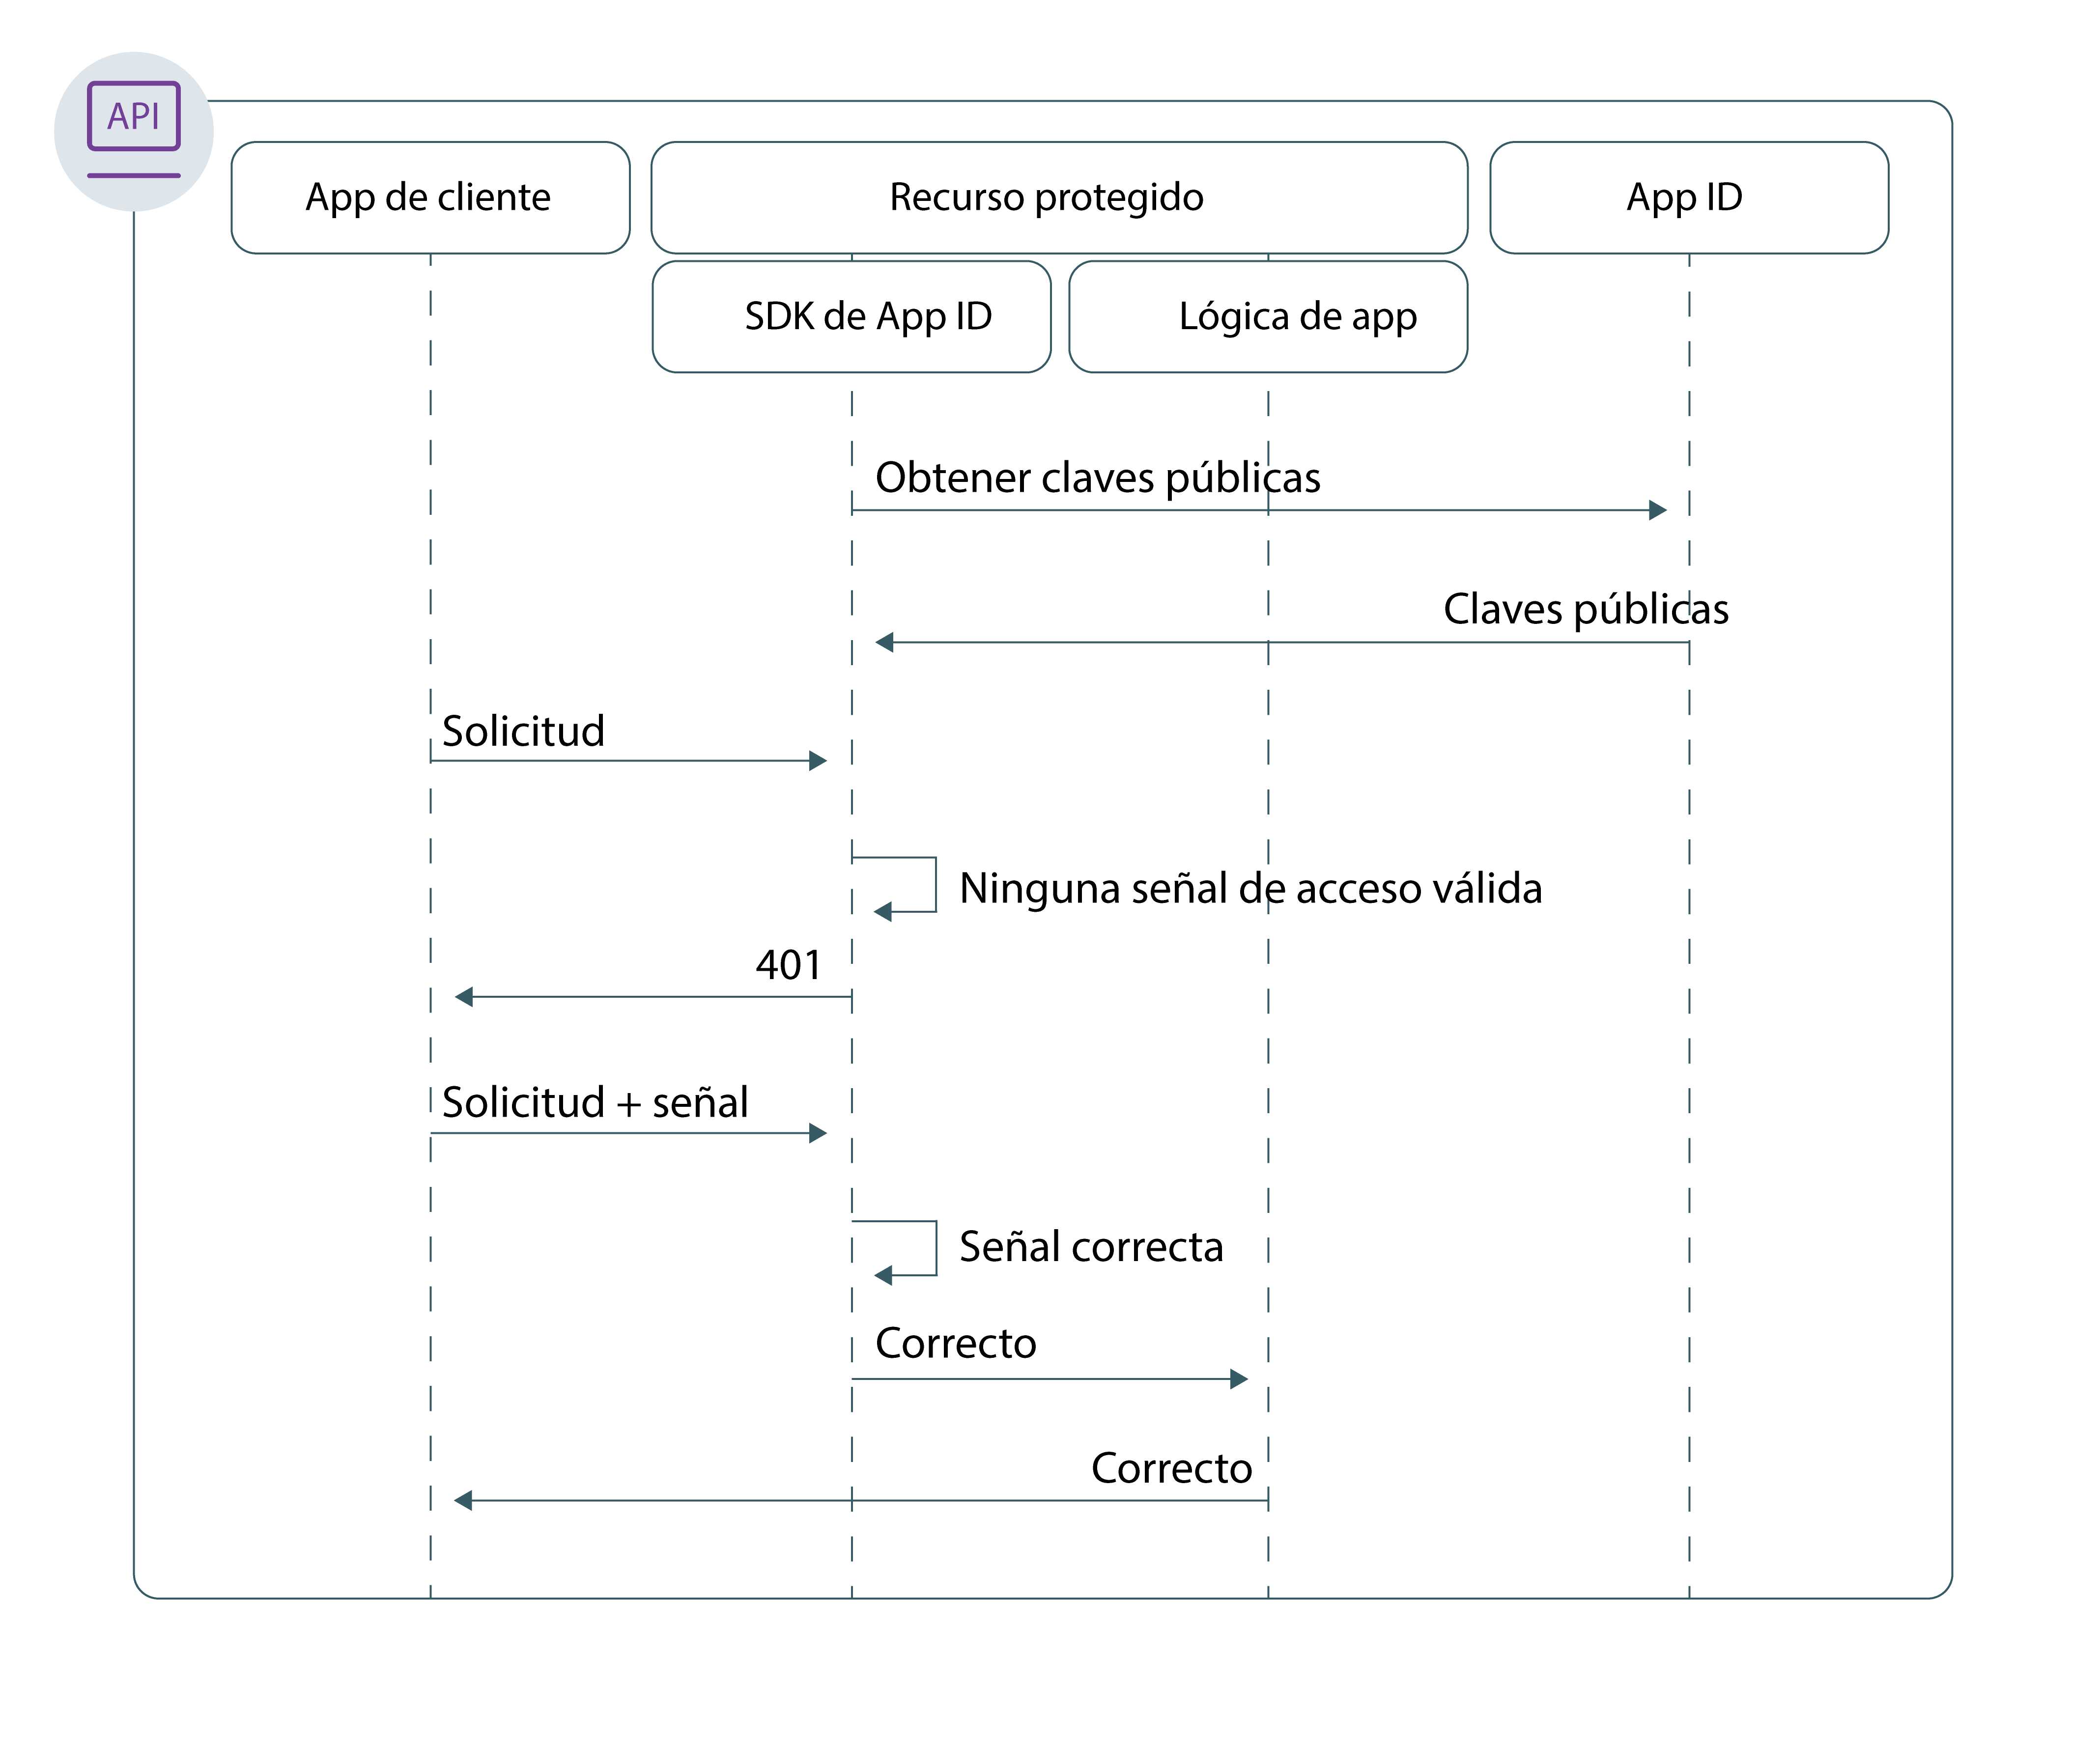 API
App de cliente
Recurso protegido
App ID
SDK de App ID
Lógica de app
Obtener claves públicas
Claves públicas
Solicitud
Ninguna señal de acceso válida
401
Solicitud + señal
Señal correcta
Correcto
Correcto